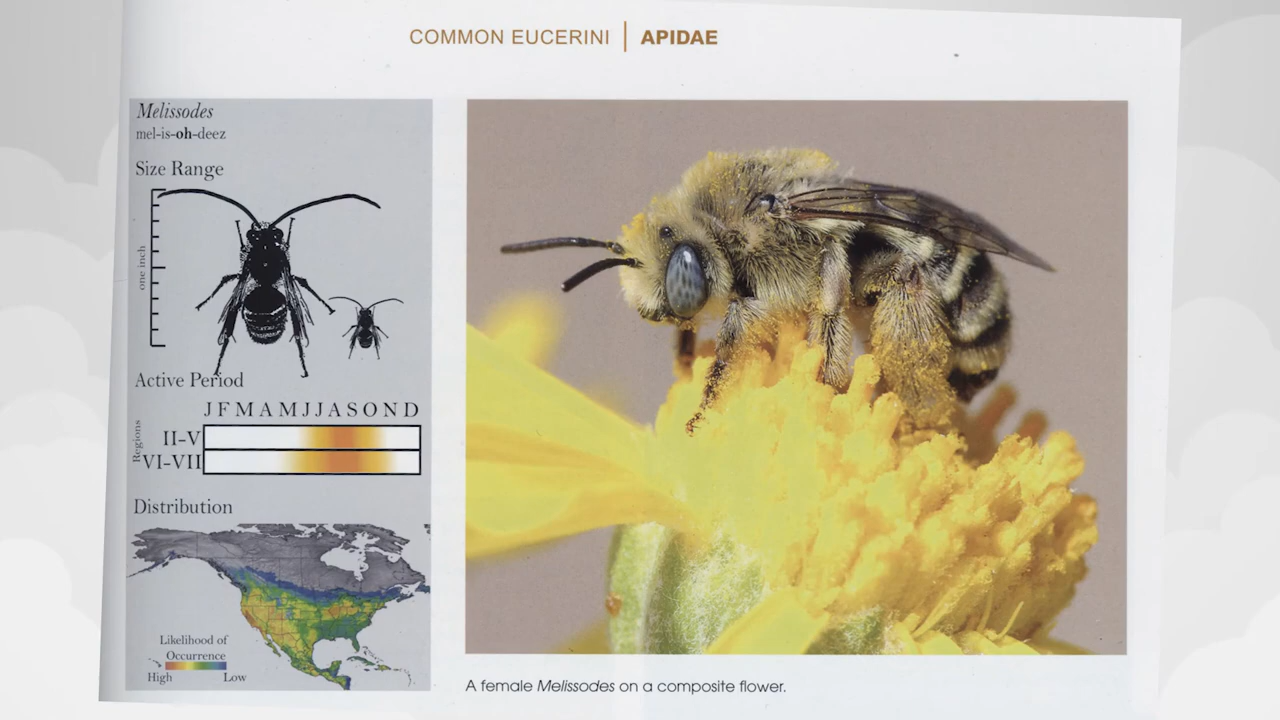 COMMON EUCERINI | APIDAE
Melissodes
mel-is-oh-deez
Size Range
one inch
Active Period
J F M A M J J A S O N D
Regions
II-V
VI-VII
Distribution
Likelihood of
Occurrence
High Low
A female Melissodes on a composite flower.